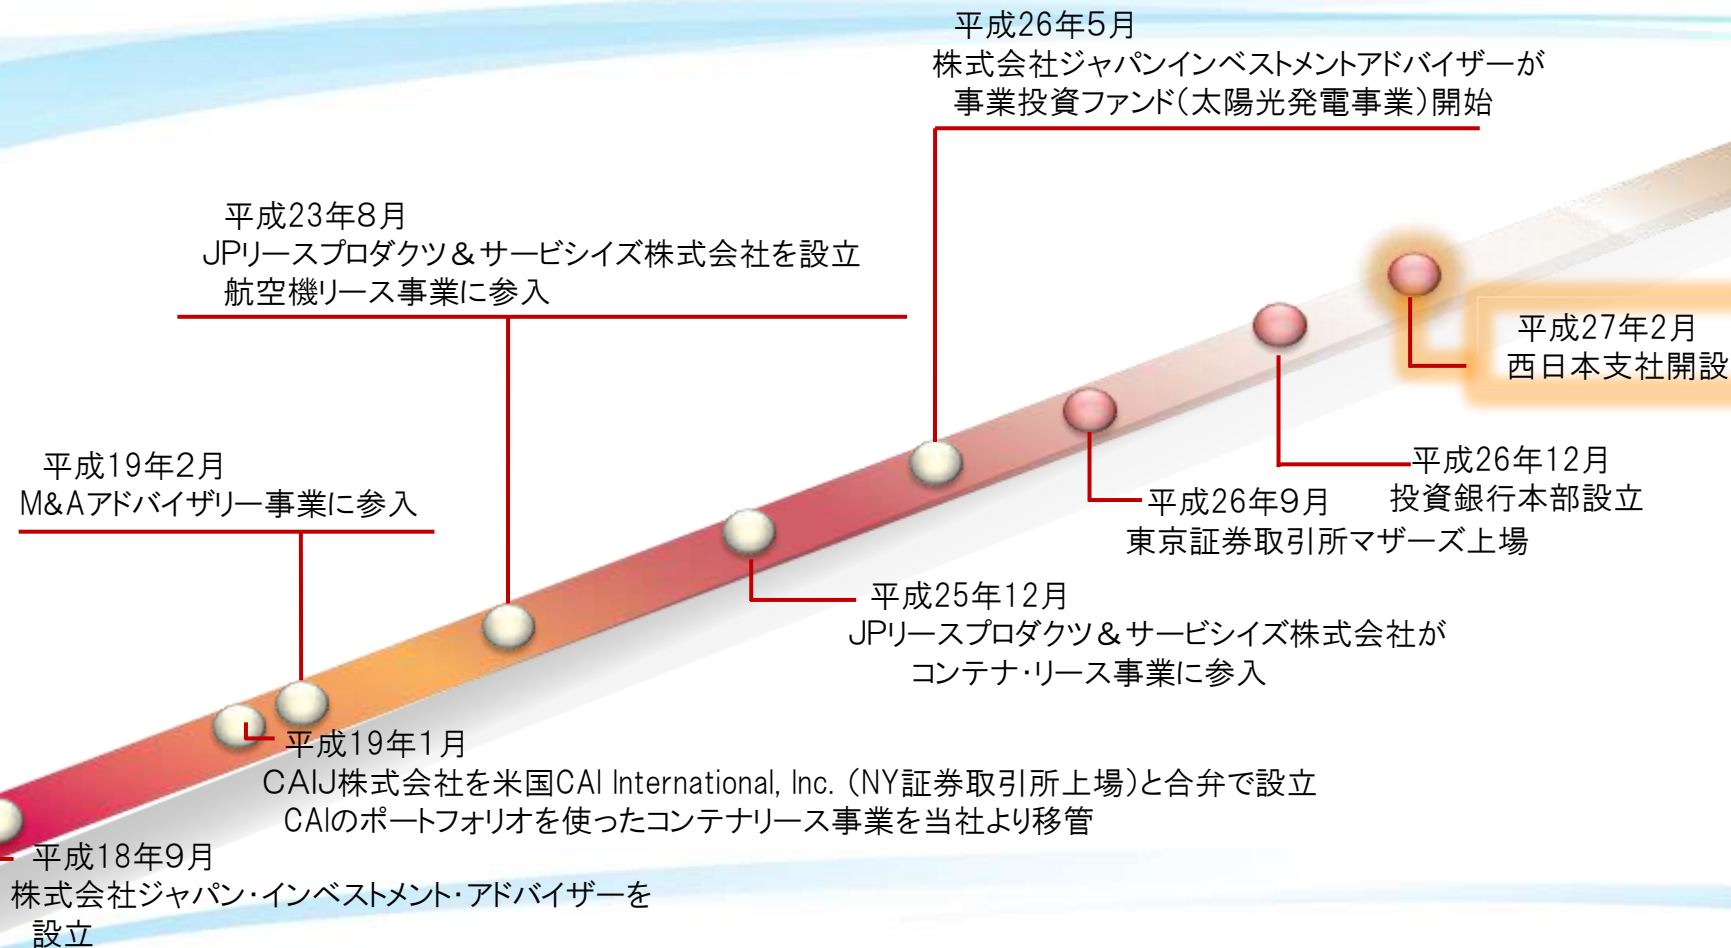 平成26年5月
株式会社ジャパンインベストメントアドバイザーが
事業投資ファンド(太陽光発電事業)開始
平成23年8月
JPリースプロダクツ&サービシイズ株式会社を設立
航空機リース事業に参入
平成27年2月
西日本支社開設
平成19年2月
M&Aアドバイザリー事業に参入
平成26年12月
投資銀行本部設立
平成26年9月
東京証券取引所マザーズ上場
平成25年12月
JPリースプロダクツ&サービシイズ株式会社が
コンテナ・リース事業に参入
平成19年1月
CAIJ株式会社を米国CAI International, Inc. (NY証券取引所上場)と合弁で設立
CAIのポートフォリオを使ったコンテナリース事業を当社より移管
平成18年9月
株式会社ジャパン・インベストメント・アドバイザーを
設立